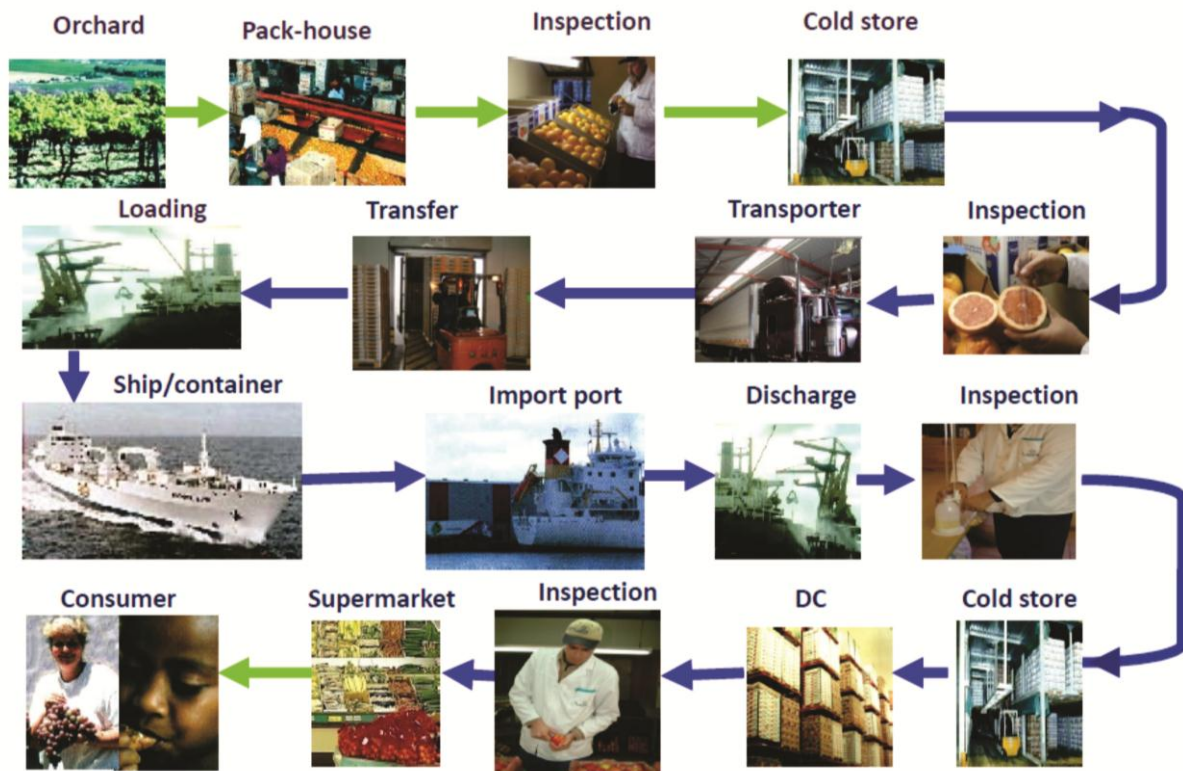 Orchard
Pack-house
Inspection
Cold store
Loading
Transfer
Transporter
Inspection
Ship/container
Import port
Discharge
Inspection
Consumer
Supermarket
Inspection
DC
Cold store